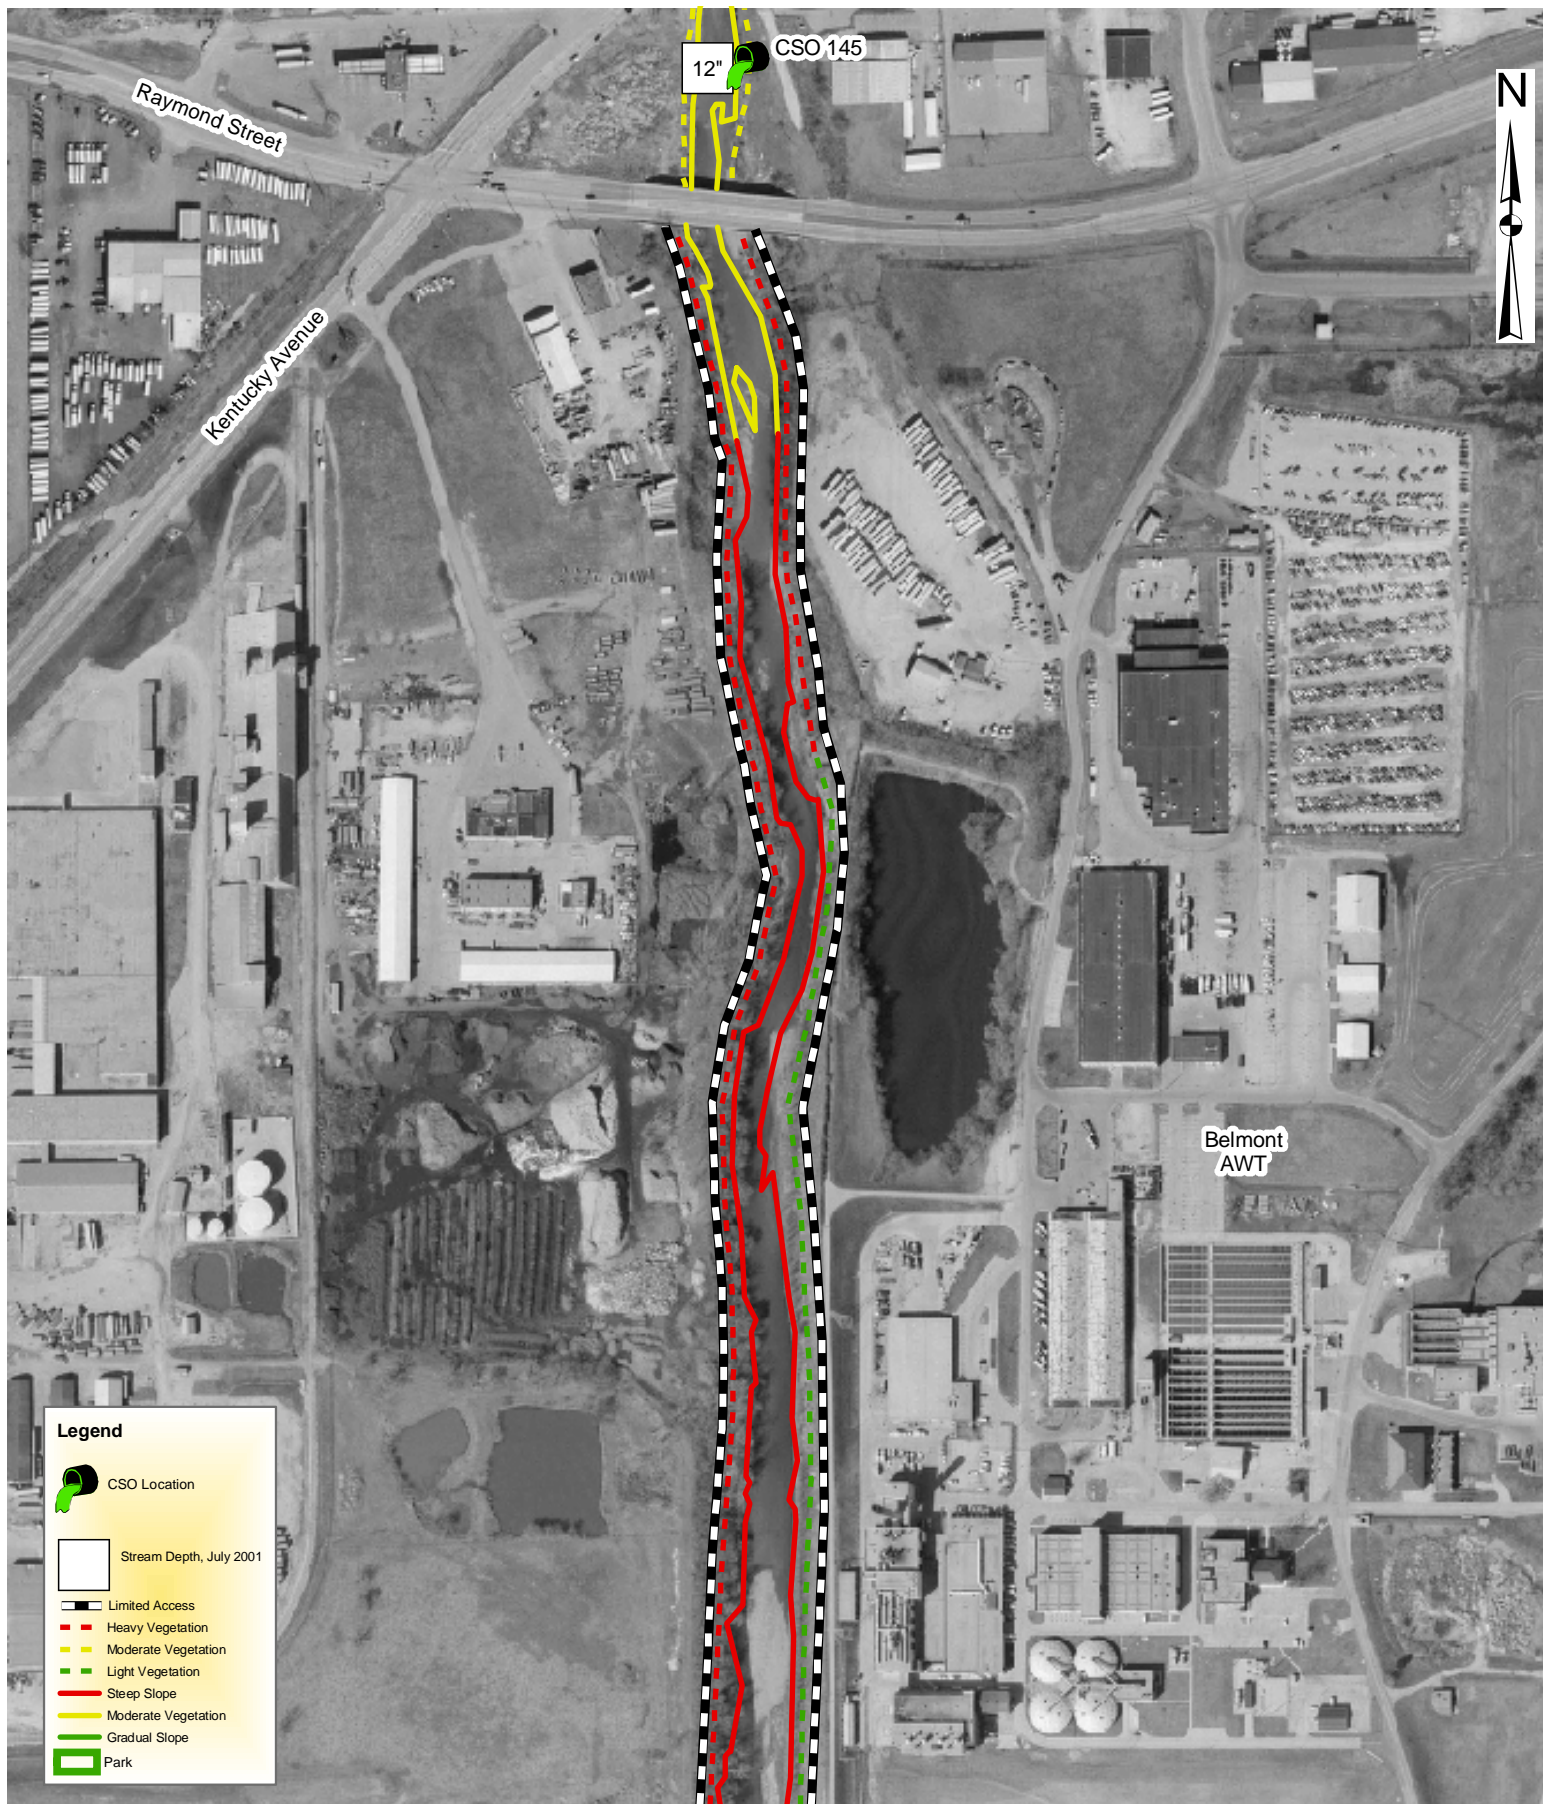 12"
CSO 145
N
Raymond Street
Kentucky Avenue
Belmont
AWT
Legend
CSO Location
Stream Depth, July 2001
Limited Access
Heavy Vegetation
Moderate Vegetation
Light Vegetation
Steep Slope
Moderate Vegetation
Gradual Slope
Park